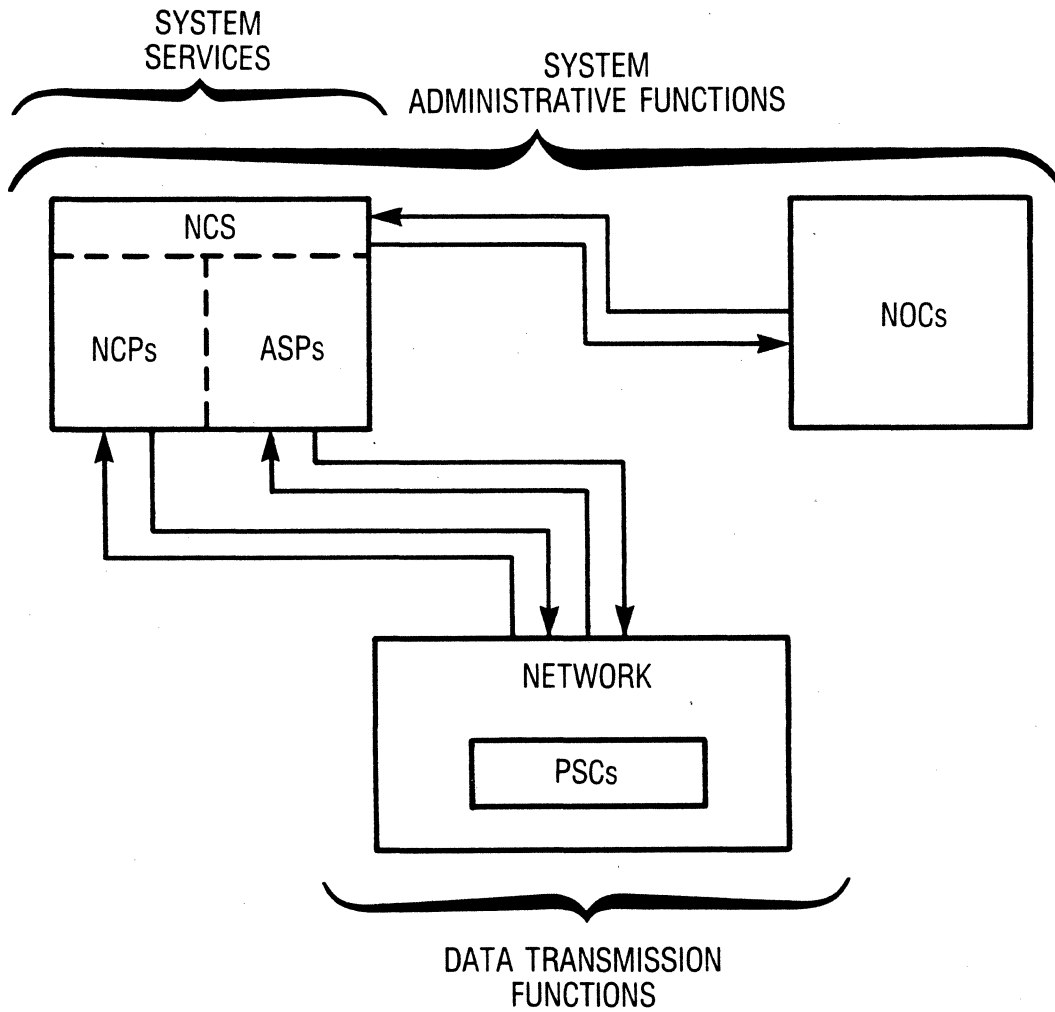 SYSTEM
SERVICES
SYSTEM
ADMINISTRATIVE FUNCTIONS
NCS
NCPs
ASPs
NOCs
NETWORK
PSCs
DATA TRANSMISSION
FUNCTIONS